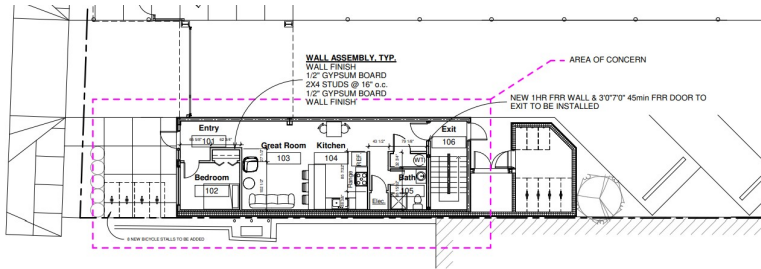 WALL ASSEMBLY, TYP.
WALL FINISH
1/2" GYPSUM BOARD
2X4 STUDS @ 16" o.c.
1/2" GYPSUM BOARD
WALL FINISH
AREA OF CONCERN
NEW 1HR FRR WALL & 3'0"7'0" 45min FRR DOOR TO
EXIT TO BE INSTALLED
Entry
101
Great Room
103
Kitchen
104
Exit
106
Bedroom
102
Bath
105
REF
Range
WT
Elec.
6 NEW BICYCLE STALLS TO BE ADDED